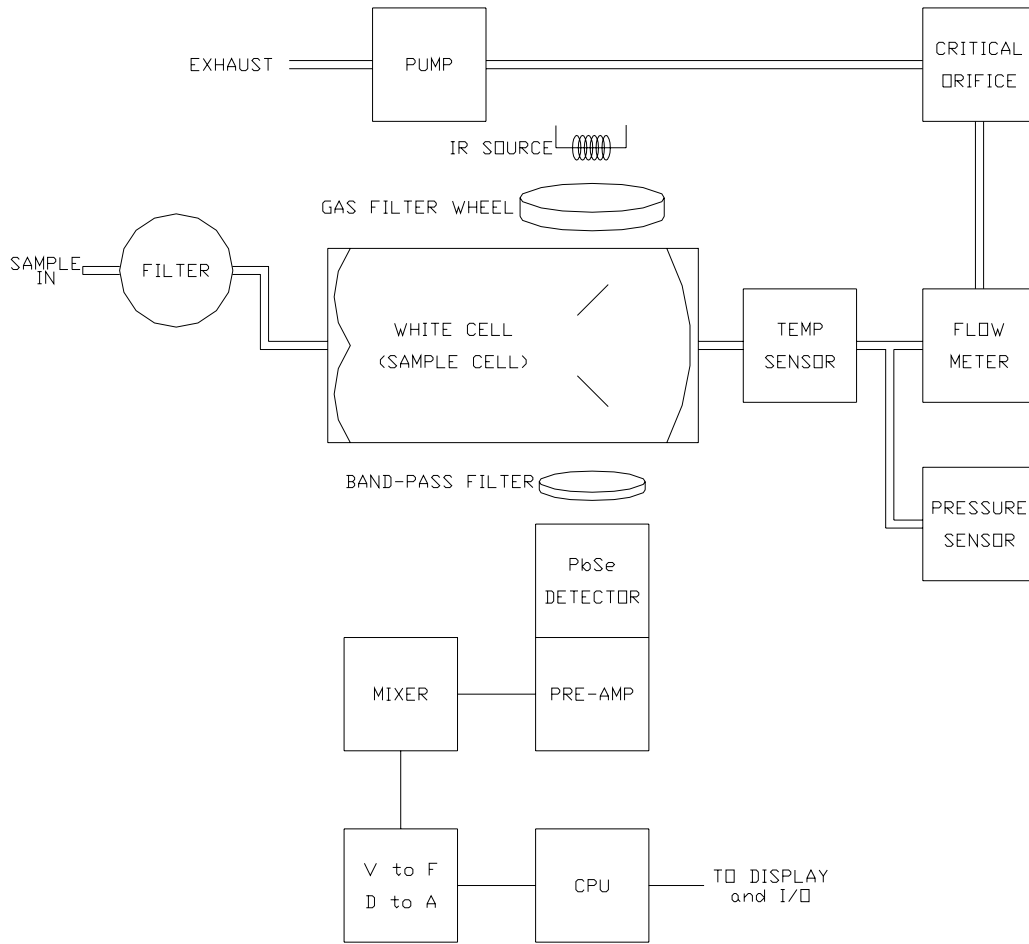 EXHAUST
PUMP
CRITICAL
ORIFICE
IR SOURCE
GAS FILTER WHEEL
SAMPLE
IN
FILTER
WHITE CELL
(SAMPLE CELL)
TEMP
SENSOR
FLOW
METER
BAND-PASS FILTER
PRESSURE
SENSOR
PbSe
DETECTOR
MIXER
PRE-AMP
V to F
D to A
CPU
TO DISPLAY
and I/O